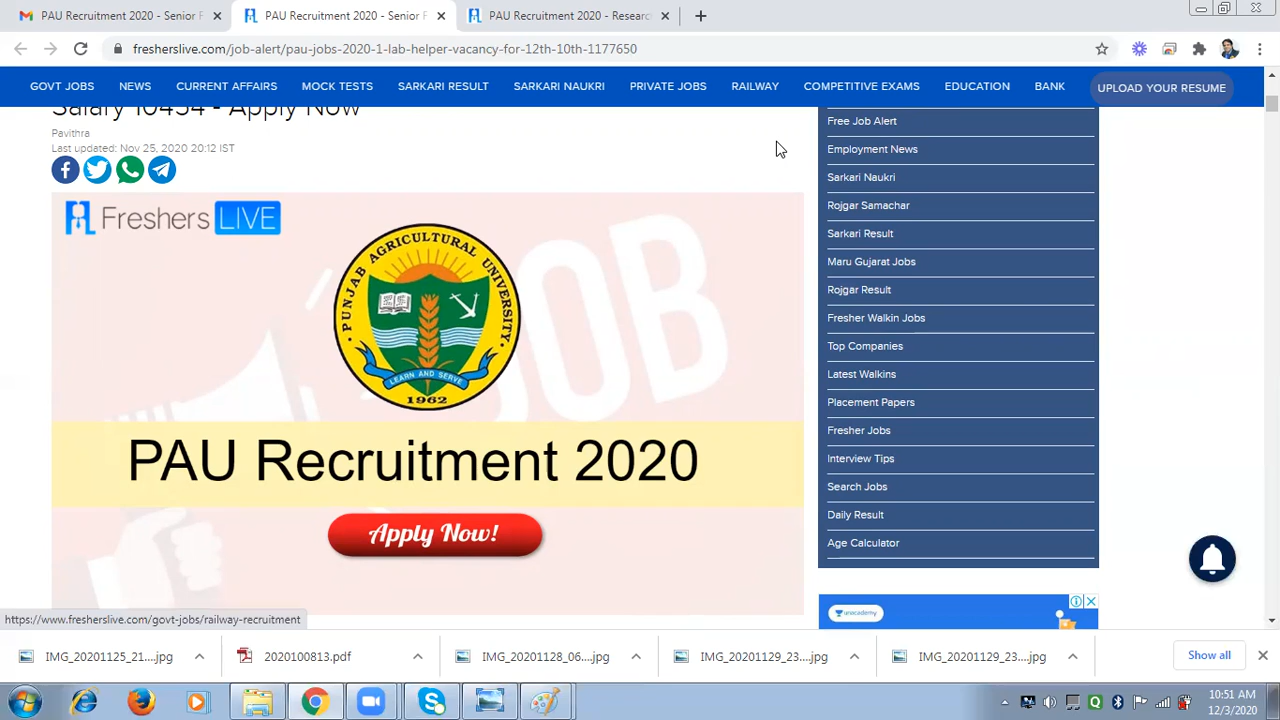 PAU Recruitment 2020 - Senior F
PAU Recruitment 2020 - Senior F
PAU Recruitment 2020 - Researc
fresherslive.com/job-alert/pau-jobs-2020-1-lab-helper-vacancy-for-12th-10th-1177650
GOVT JOBS NEWS CURRENT AFFAIRS MOCK TESTS SARKARI RESULT SARKARI NAUKRI PRIVATE JOBS RAILWAY COMPETITIVE EXAMS EDUCATION BANK UPLOAD YOUR RESUME
Salary 10434 - Apply Now
Pavithra
Last updated: Nov 25, 2020 20:12 IST
Freshers LIVE
JOB
PUNJAB AGRICULTURAL UNIVERSITY.
LEARN AND SERVE
1962
PAU Recruitment 2020
Apply Now!
Free Job Alert
Employment News
Sarkari Naukri
Rojgar Samachar
Sarkari Result
Maru Gujarat Jobs
Rojgar Result
Fresher Walkin Jobs
Top Companies
Latest Walkins
Placement Papers
Fresher Jobs
Interview Tips
Search Jobs
Daily Result
Age Calculator
unacademy
https://www.fresherslive.com/govt-jobs/railway-recruitment
IMG_20201125_21....jpg
2020100813.pdf
IMG_20201128_06....jpg
IMG_20201129_23....jpg
IMG_20201129_23....jpg
Show all
10:51 AM
12/3/2020